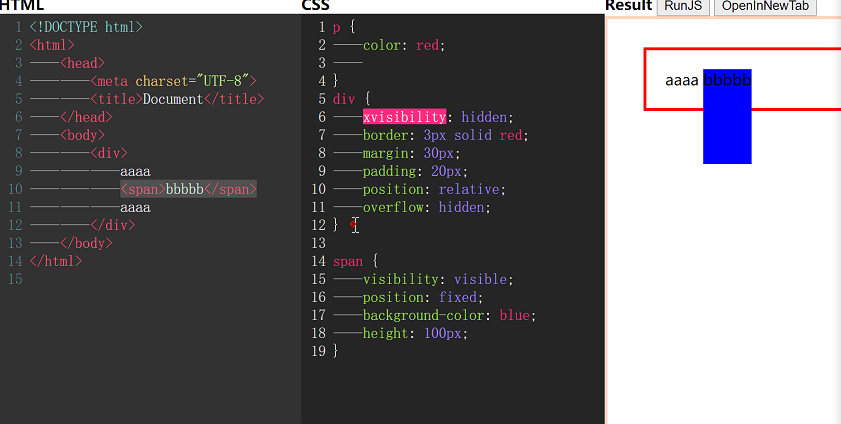 HTML
1 <!DOCTYPE html>
2 <html>
3 <head>
4 <meta charset="UTF-8">
5 <title>Document</title>
6 </head>
7 <body>
8 <div>
9 aaaa
10 <span>bbbbb</span>
11 aaaa
12 </div>
13 </body>
14 </html>
15
CSS
1 p {
2 color: red;
3
4 }
5 div {
6 xvisibility: hidden;
7 border: 3px solid red;
8 margin: 30px;
9 padding: 20px;
10 position: relative;
11 overflow: hidden;
12 }
13
14 span {
15 visibility: visible;
16 position: fixed;
17 background-color: blue;
18 height: 100px;
19 }
Result RunJS OpenInNewTab
aaaa bbbbb